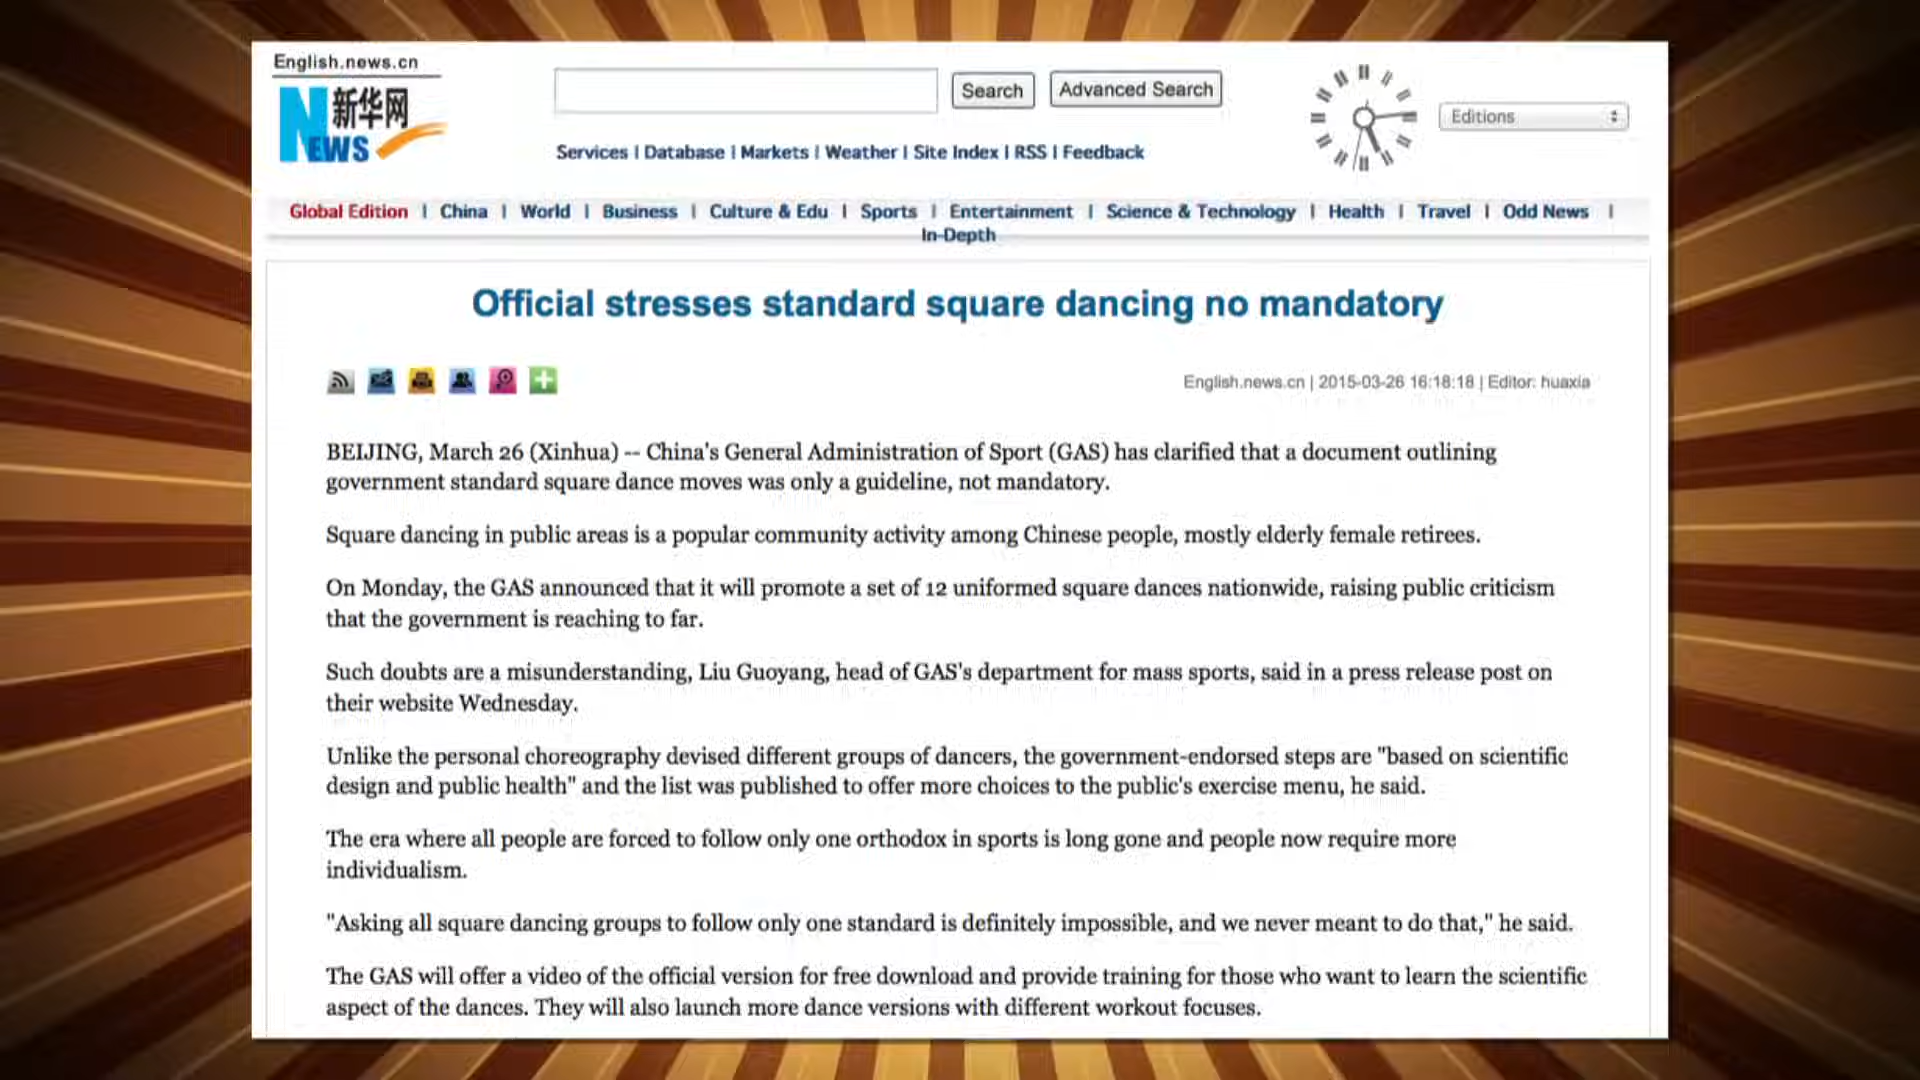 English.news.cn
新华网
NEWS
Search
Advanced Search
Editions
Services | Database | Markets | Weather | Site Index | RSS | Feedback
Global Edition | China | World | Business | Culture & Edu | Sports | Entertainment | Science & Technology | Health | Travel | Odd News |
In-Depth
Official stresses standard square dancing no mandatory
English.news.cn | 2015-03-26 16:18:18 | Editor: huaxia
BEIJING, March 26 (Xinhua) -- China's General Administration of Sport (GAS) has clarified that a document outlining
government standard square dance moves was only a guideline, not mandatory.
Square dancing in public areas is a popular community activity among Chinese people, mostly elderly female retirees.
On Monday, the GAS announced that it will promote a set of 12 uniformed square dances nationwide, raising public criticism
that the government is reaching to far.
Such doubts are a misunderstanding, Liu Guoyang, head of GAS's department for mass sports, said in a press release post on
their website Wednesday.
Unlike the personal choreography devised different groups of dancers, the government-endorsed steps are "based on scientific
design and public health" and the list was published to offer more choices to the public's exercise menu, he said.
The era where all people are forced to follow only one orthodox in sports is long gone and people now require more
individualism.
"Asking all square dancing groups to follow only one standard is definitely impossible, and we never meant to do that," he said.
The GAS will offer a video of the official version for free download and provide training for those who want to learn the scientific
aspect of the dances. They will also launch more dance versions with different workout focuses.